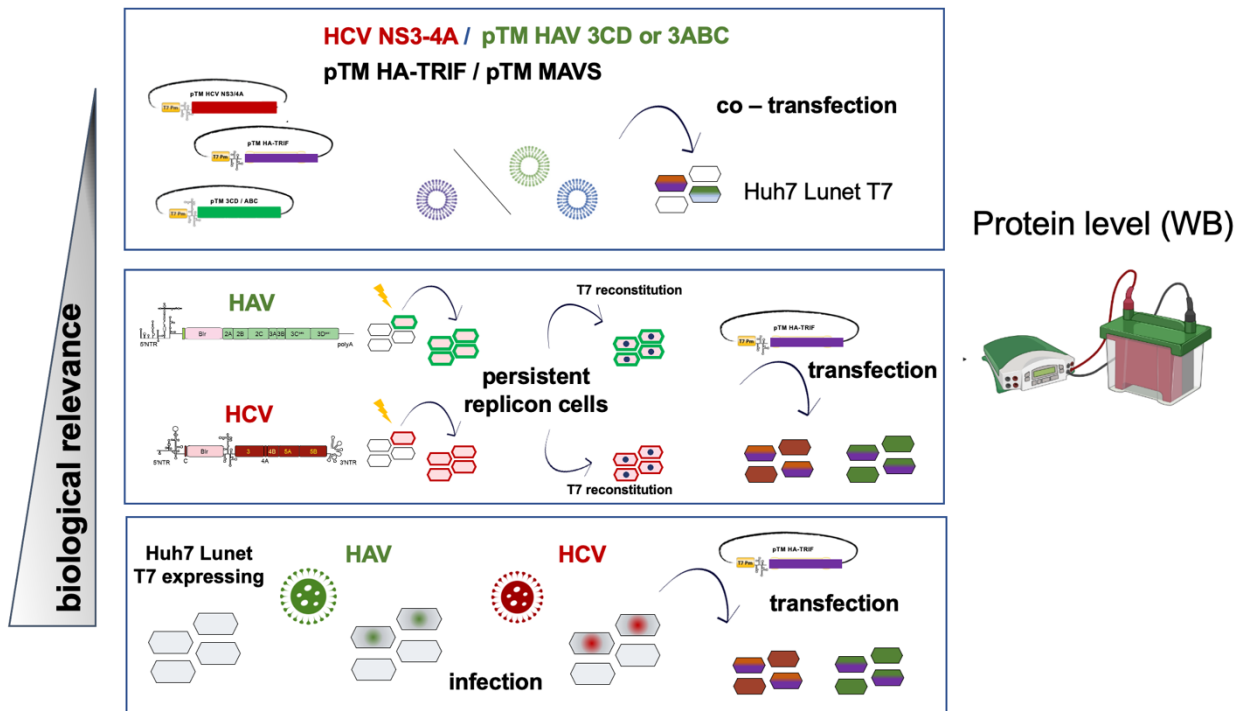 HCV NS3-4A / pTM HAV 3CD or 3ABC
pTM HA-TRIF / pTM MAVS
pTM HCV NS3/4A
T7 Pro.
pTM HA-TRIF
T7 Pro.
pTM 3CD / ABC
T7 Pro.
co – transfection
Huh7 Lunet T7
Protein level (WB)
biological relevance
HAV
5'NTR
Blr
2A
2B
2C
3A
3B
polyA
T7 reconstitution
persistent
replicon cells
pTM HA-TRIF
T7 Pro.
transfection
HCV
5'NTR
C
Blr
3
4A
4B
5A
5B
3'NTR
T7 reconstitution
Huh7 Lunet
T7 expressing
HAV
HCV
infection
pTM HA-TRIF
T7 Pro.
transfection